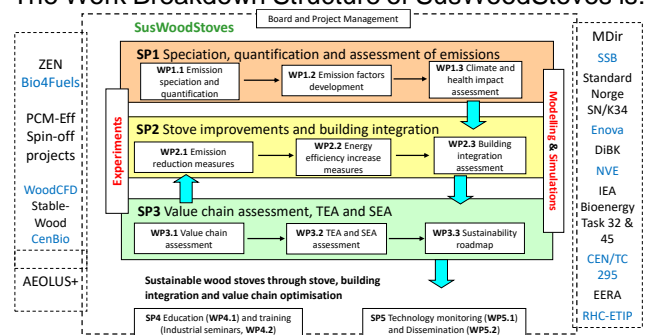 The Work Breakdown Structure of SusWoodStoves is:
Board and Project Management
SusWoodStoves
ZEN
Bio4Fuels
PCM-Eff
Spin-off
projects
WoodCFD
Stable-
Wood
CenBio
AEOLUS+
Experiments
SP1 Speciation, quantification and assessment of emissions
WP1.1 Emission
speciation and
quantification
WP1.2 Emission factors
development
WP1.3 Climate and
health impact
assessment
SP2 Stove improvements and building integration
WP2.1 Emission
reduction measures
WP2.2 Energy
efficiency increase
measures
WP2.3 Building
integration
assessment
SP3 Value chain assessment, TEA and SEA
WP3.1 Value chain
assessment
WP3.2 TEA and SEA
assessment
WP3.3 Sustainability
roadmap
Modelling & Simulations
Sustainable wood stoves through stove, building
integration and value chain optimisation
SP4 Education (WP4.1) and training
(Industrial seminars, WP4.2)
SP5 Technology monitoring (WP5.1)
and Dissemination (WP5.2)
MDir
SSB
Standard
Norge
SN/K34
Enova
DiBK
NVE
IEA
Bioenergy
Task 32 &
45
CEN/TC
295
EERA
RHC-ETIP